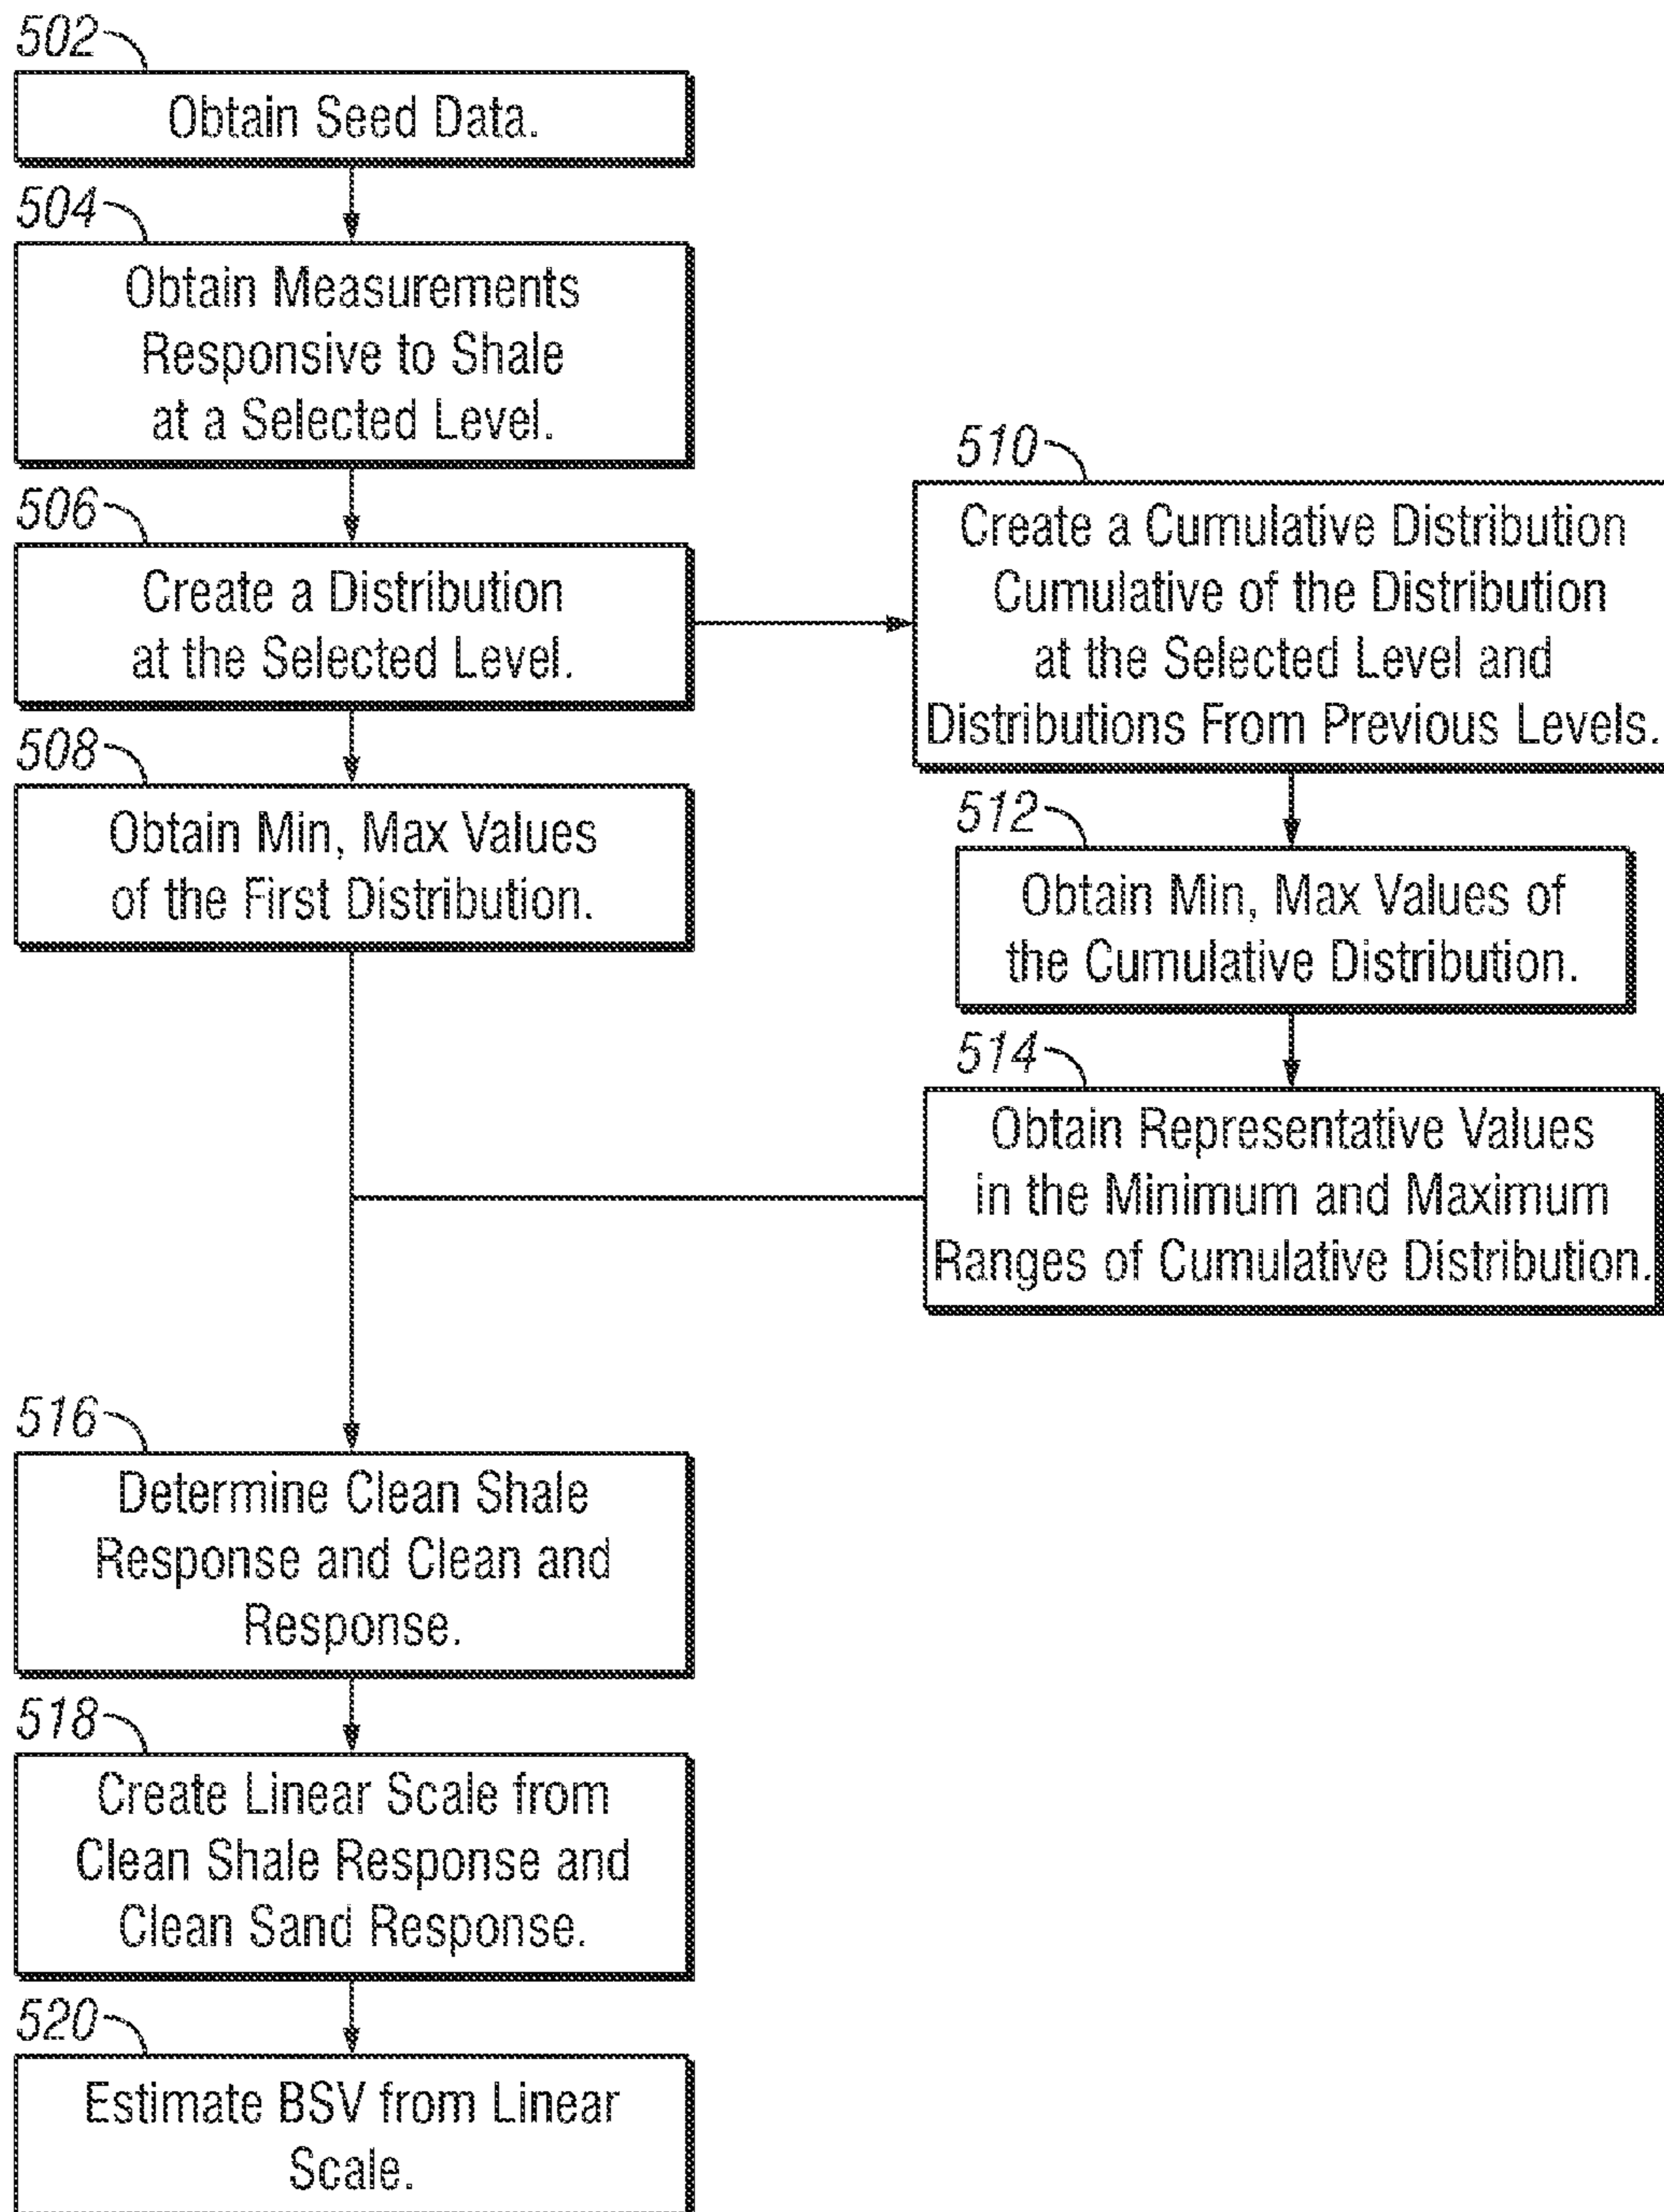 502
Obtain Seed Data.
504
Obtain Measurements
Responsive to Shale
at a Selected Level.
506
Create a Distribution
at the Selected Level.
508
Obtain Min, Max Values
of the First Distribution.
510
Create a Cumulative Distribution
Cumulative of the Distribution
at the Selected Level and
Distributions From Previous Levels.
512
Obtain Min, Max Values of
the Cumulative Distribution.
514
Obtain Representative Values
in the Minimum and Maximum
Ranges of Cumulative Distribution.
516
Determine Clean Shale
Response and Clean and
Response.
518
Create Linear Scale from
Clean Shale Response and
Clean Sand Response.
520
Estimate BSV from Linear
Scale.